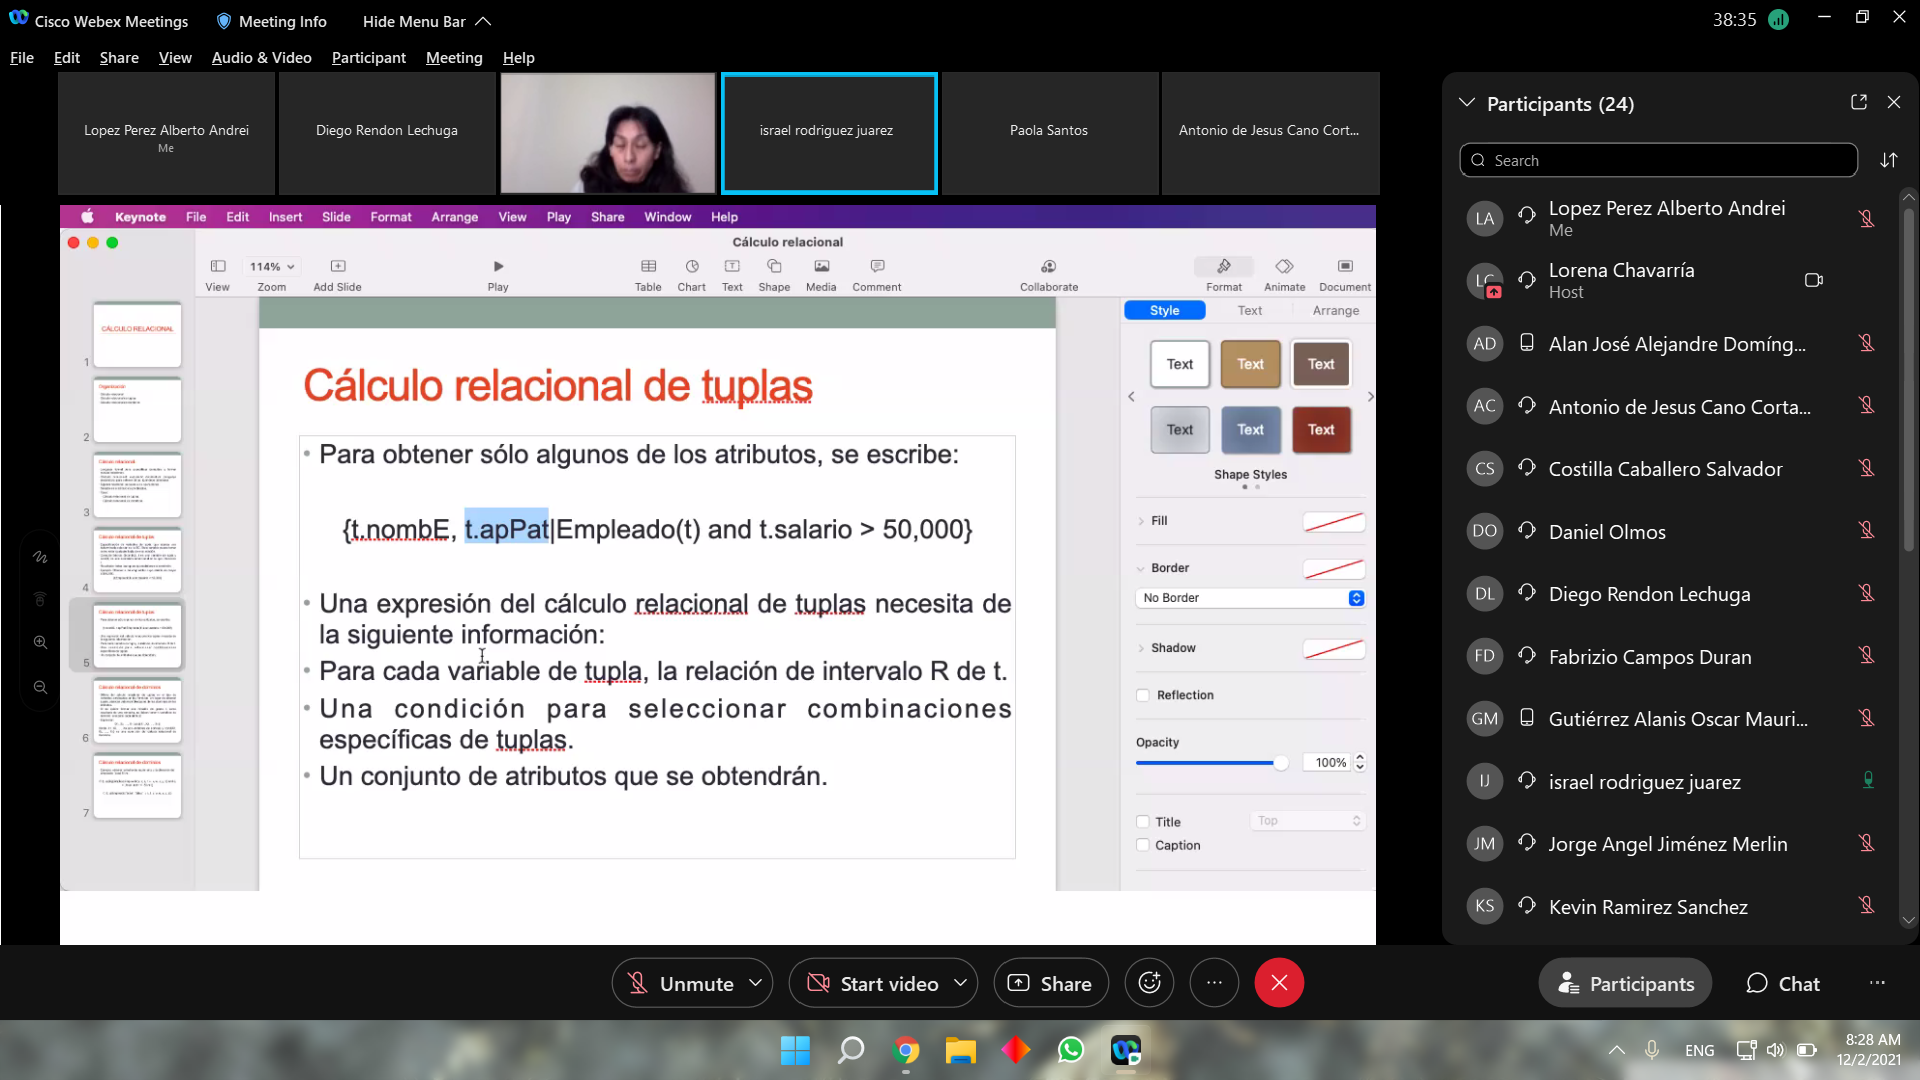 Cisco Webex Meetings
Meeting Info
Hide Menu Bar
38:35
File Edit Share View Audio & Video Participant Meeting Help
Lopez Perez Alberto Andrei
Me
Diego Rendon Lechuga
israel rodriguez juarez
Paola Santos
Antonio de Jesus Cano Cort...
Keynote File Edit Insert Slide Format Arrange View Play Share Window Help
Cálculo relacional
114%
View Zoom Add Slide Play Table Chart Text Shape Media Comment Collaborate Format Animate Document
CÁLCULO RELACIONAL
1
2
3
4
5
6
7
Cálculo relacional de tuplas
• Para obtener sólo algunos de los atributos, se escribe:
{t.nombE, t.apPat|Empleado(t) and t.salario > 50,000}
• Una expresión del cálculo relacional de tuplas necesita de
la siguiente información:
• Para cada variable de tupla, la relación de intervalo R de t.
• Una condición para seleccionar combinaciones
específicas de tuplas.
• Un conjunto de atributos que se obtendrán.
Style Text Arrange
Text Text Text
Text Text Text
Shape Styles
Fill
Border
No Border
Shadow
Reflection
Opacity
100%
Title
Top
Caption
Participants (24)
Search
LA Lopez Perez Alberto Andrei
Me
LC Lorena Chavarría
Host
AD Alan José Alejandre Domíng...
AC Antonio de Jesus Cano Corta...
CS Costilla Caballero Salvador
DO Daniel Olmos
DL Diego Rendon Lechuga
FD Fabrizio Campos Duran
GM Gutiérrez Alanis Oscar Mauri...
IJ israel rodriguez juarez
JM Jorge Angel Jiménez Merlin
KS Kevin Ramirez Sanchez
Unmute
Start video
Share
Participants
Chat
ENG
8:28 AM
12/2/2021